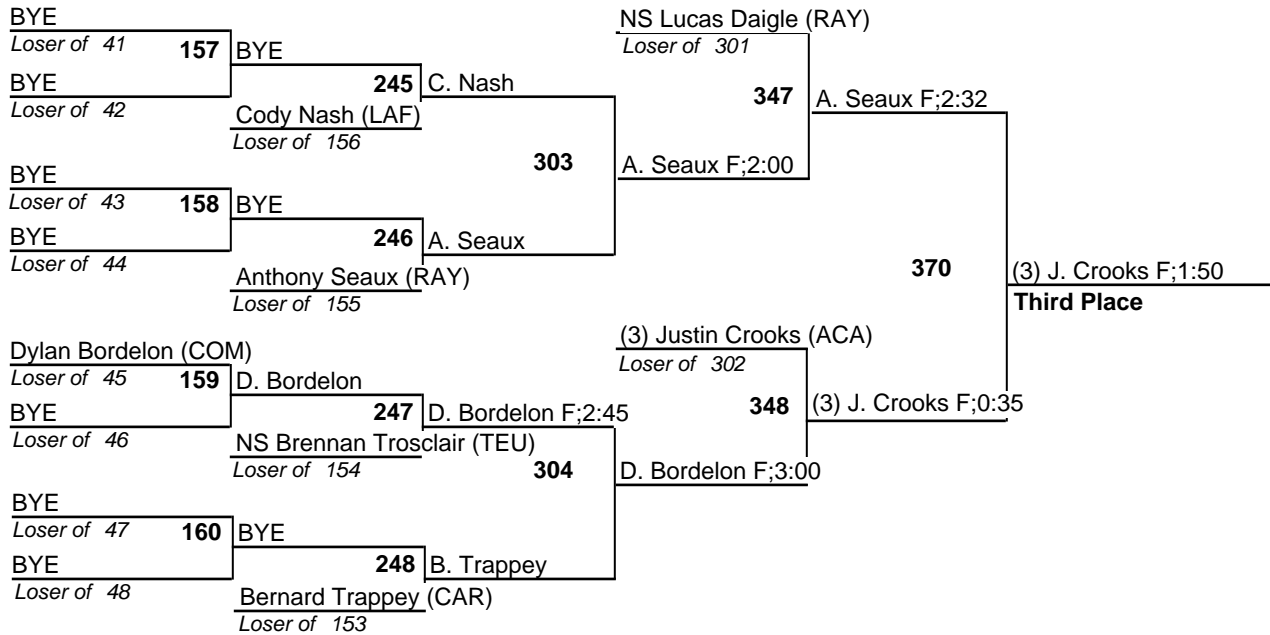 BYE
NS Lucas Daigle (RAY)
Loser of 41
157
BYE
Loser of 301
BYE
245
C. Nash
347
A. Seaux F;2:32
Loser of 42
Cody Nash (LAF)
Loser of 156
303
A. Seaux F;2:00
BYE
Loser of 43
158
BYE
BYE
246
A. Seaux
Loser of 44
370
(3) J. Crooks F;1:50
Anthony Seaux (RAY)
Loser of 155
Third Place
(3) Justin Crooks (ACA)
Dylan Bordelon (COM)
Loser of 302
Loser of 45
159
D. Bordelon
BYE
247
D. Bordelon F;2:45
348
(3) J. Crooks F;0:35
Loser of 46
NS Brennan Trosclair (TEU)
Loser of 154
304
D. Bordelon F;3:00
BYE
Loser of 47
160
BYE
BYE
248
B. Trappey
Loser of 48
Bernard Trappey (CAR)
Loser of 153